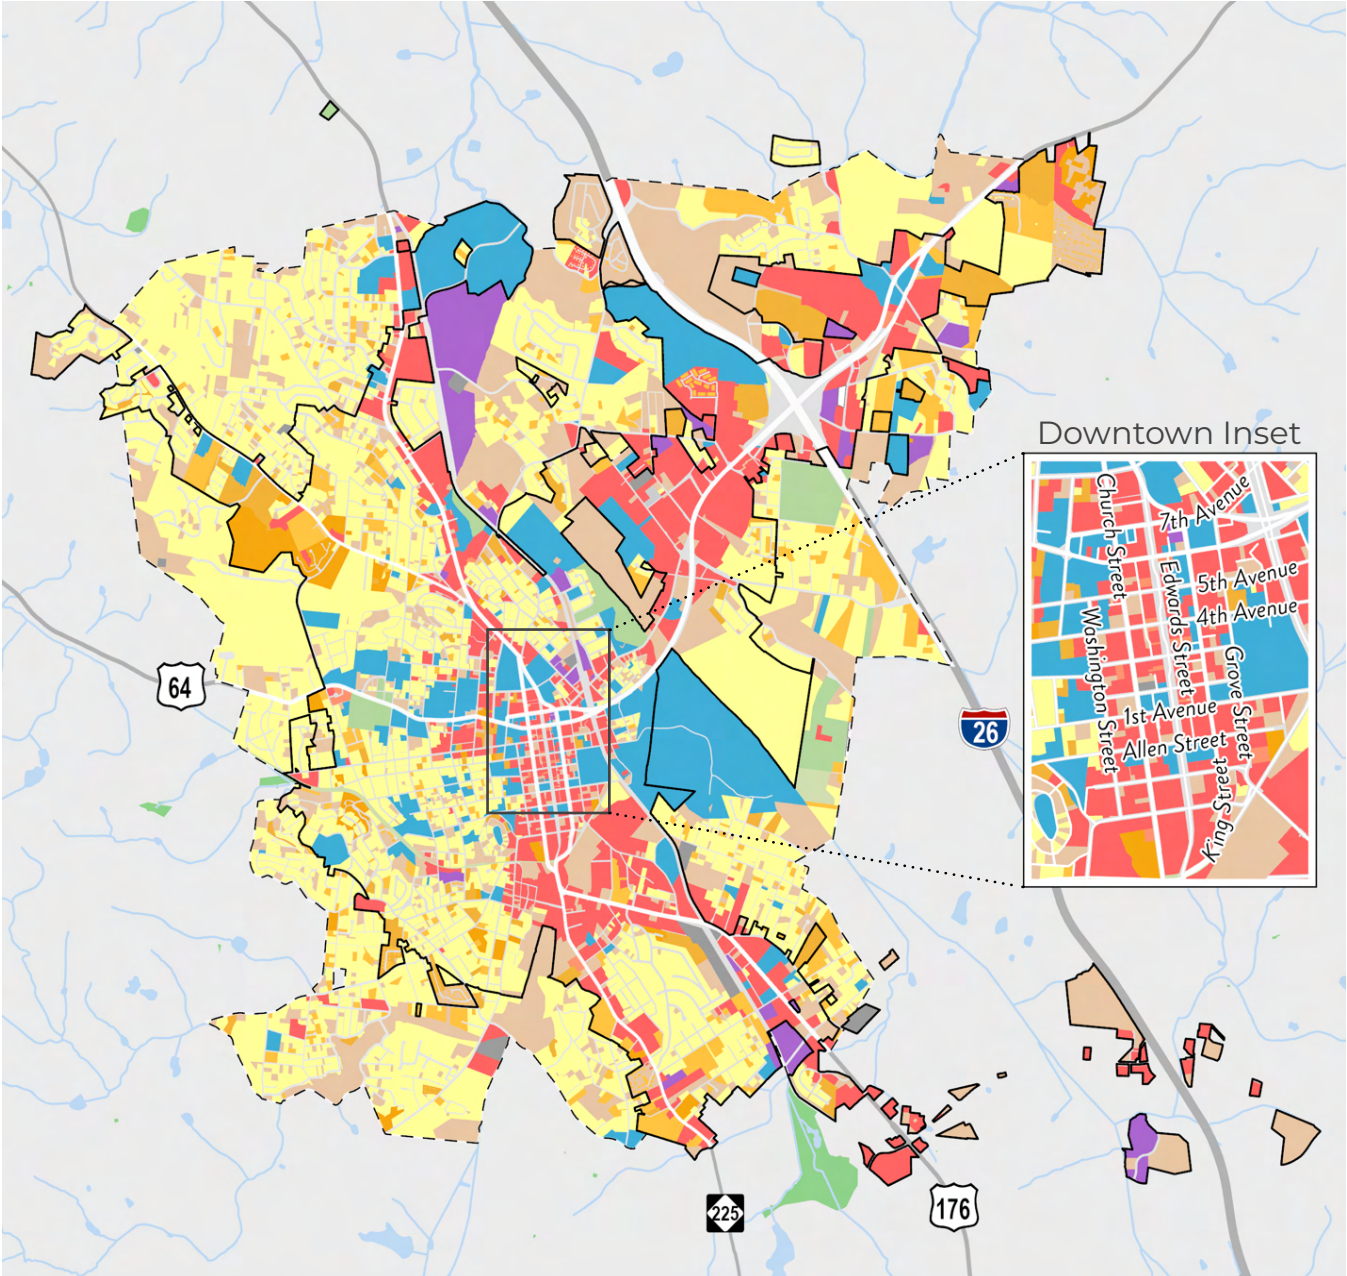 Downtown Inset
Church Street
7th Avenue
Edwards Street
5th Avenue
4th Avenue
Washington Street
Grove Street
1st Avenue
Allen Street
King Street
64
26
225
176